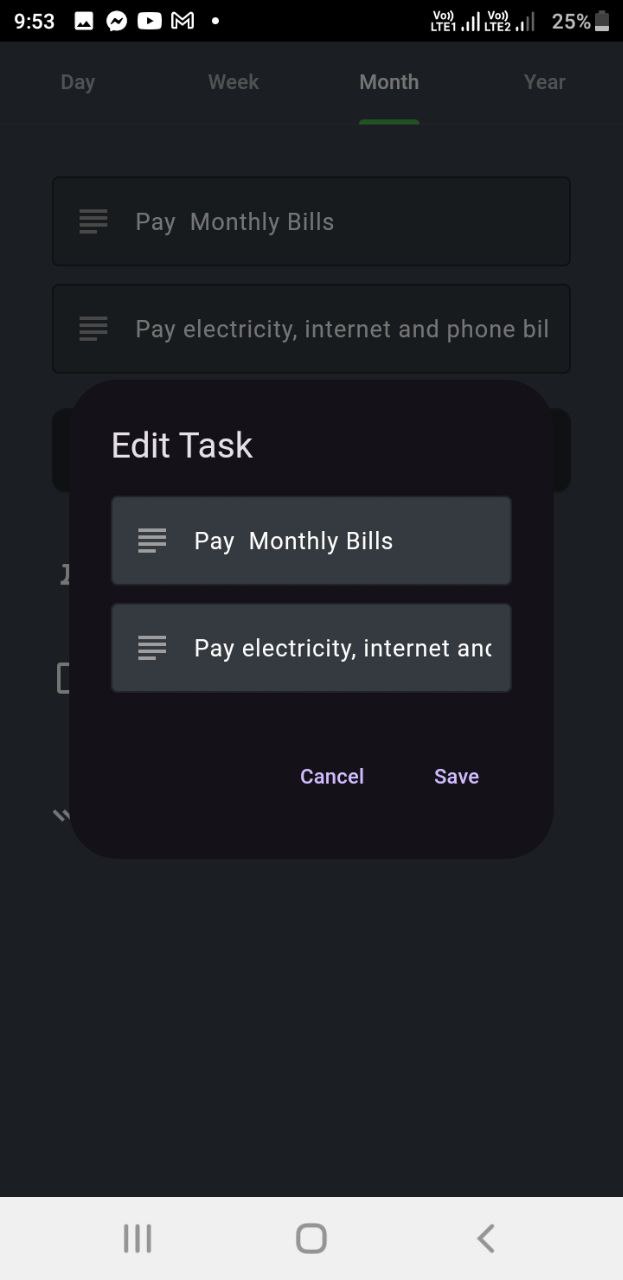 9:53 Vo)) LTE1 Vo)) LTE2 25%
Day Week Month Year
Pay  Monthly Bills
Pay electricity, internet and phone bil
Edit Task
Pay  Monthly Bills
Pay electricity, internet and
Cancel Save